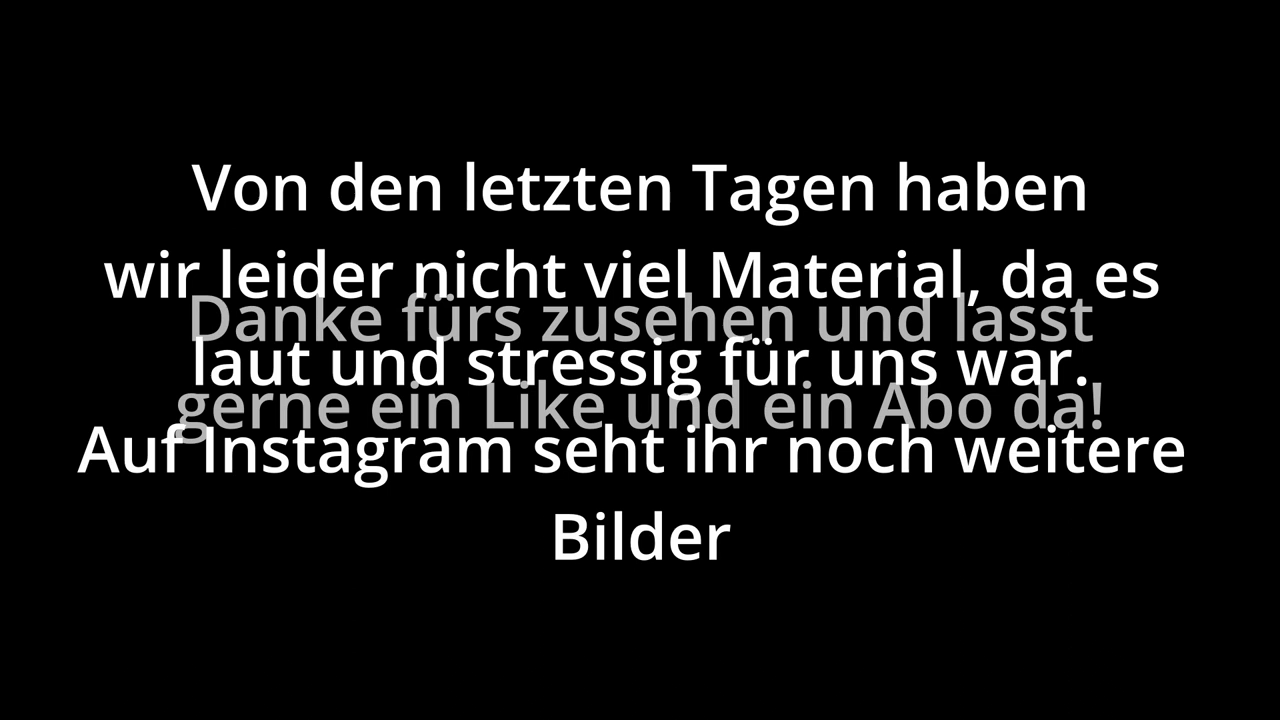 Von den letzten Tagen haben
wir leider nicht viel Material, da es
Danke fürs zusehen und lasst
laut und stressig für uns war.
gerne ein Like und ein Abo da!
Auf Instagram seht ihr noch weitere
Bilder